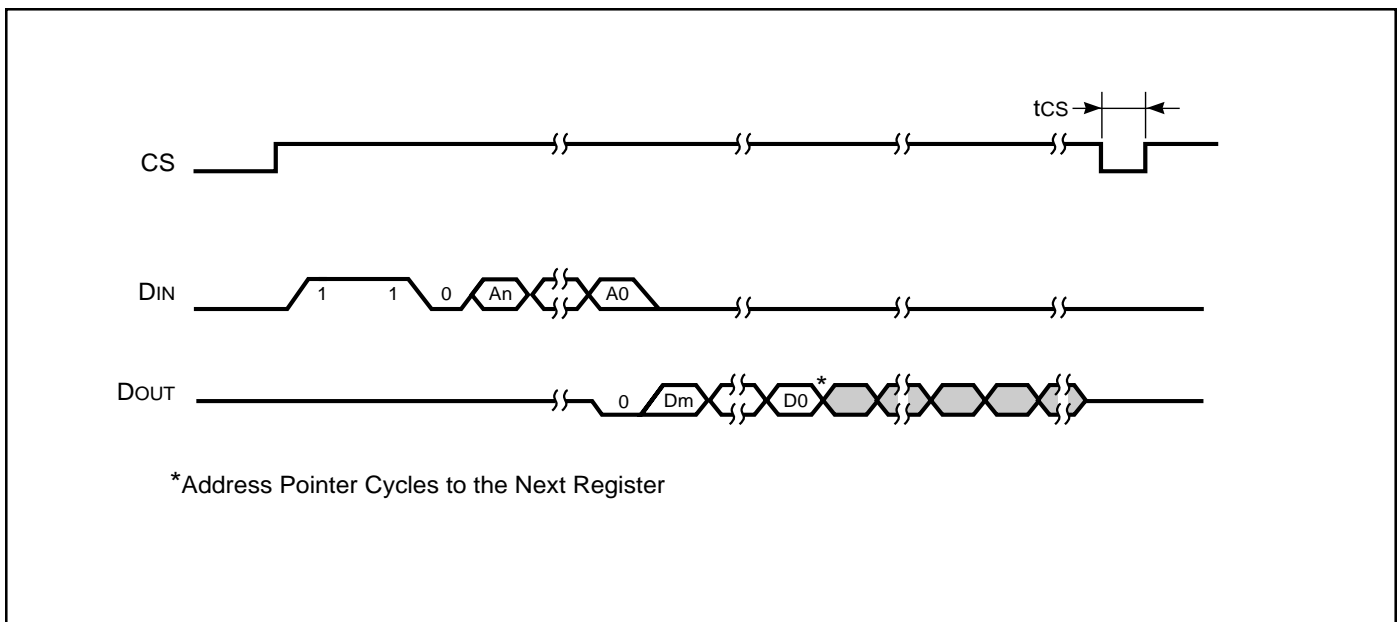 tCS
CS
DIN
1 1 0 An A0
DOUT
0 Dm D0 *
*Address Pointer Cycles to the Next Register